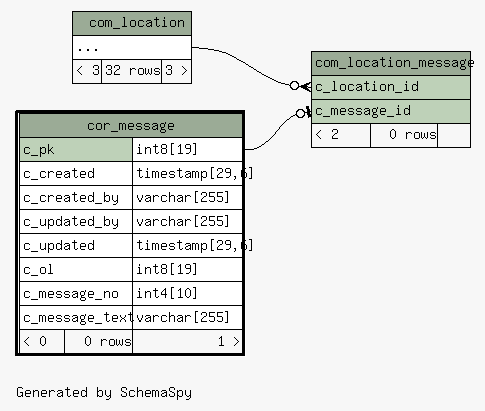 com_location
...
< 3 32 rows 3 >
com_location_message
c_location_id
c_message_id
< 2 0 rows
cor_message
c_pk int8[19]
c_created timestamp[29,6]
c_created_by varchar[255]
c_updated_by varchar[255]
c_updated timestamp[29,6]
c_ol int8[19]
c_message_no int4[10]
c_message_text varchar[255]
< 0 0 rows 1 >
Generated by SchemaSpy